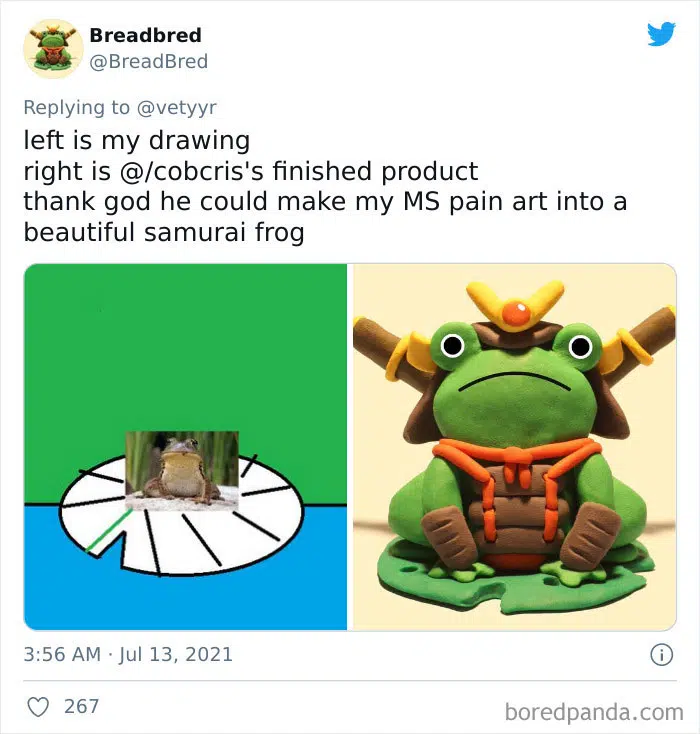 Breadbred
@BreadBred
Replying to @vetyyr
left is my drawing
right is @/cobcris's finished product
thank god he could make my MS pain art into a
beautiful samurai frog
3:56 AM · Jul 13, 2021
267
boredpanda.com